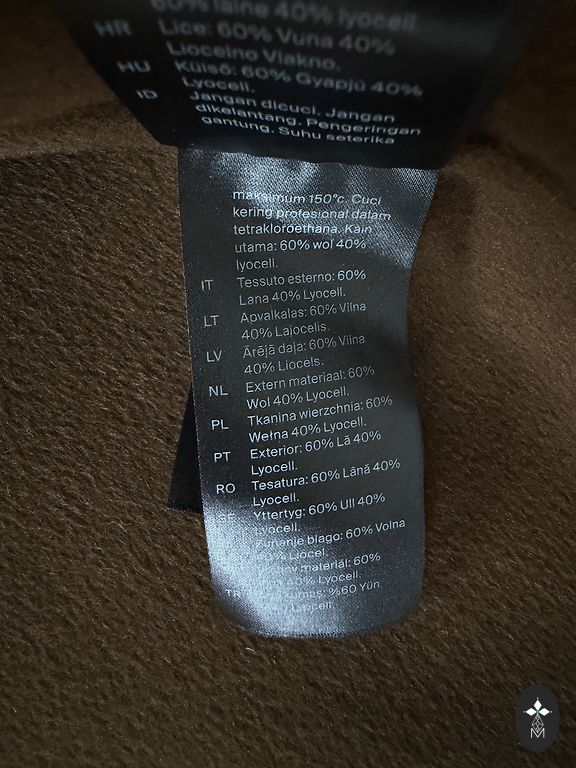 60% laine 40% lyocell.
HR Lice: 60% Vuna 40%
Liocelno Vlakno.
HU Külső: 60% Gyapjú 40%
Lyocell.
ID Jangan dicuci. Jangan
dikelantang. Pengeringan
gantung. Suhu seterika
maksimum 150°c. Cuci
kering profesional dalam
tetrakloroethana. Kain
utama: 60% wol 40%
lyocell.
IT Tessuto esterno: 60%
Lana 40% Lyocell.
LT Apvalkalas: 60% Vilna
40% Lajocelis.
LV Ārējā daļa: 60% Vilna
40% Liocels.
NL Extern materiaal: 60%
Wol 40% Lyocell.
PL Tkanina wierzchnia: 60%
Wełna 40% Lyocell.
PT Exterior: 60% Lã 40%
Lyocell.
RO Tesatura: 60% Lână 40%
Lyocell.
SE Yttertyg: 60% Ull 40%
Lyocell.
Zunanje blago: 60% Volna
Liocel.
materiál: 60%
40% Lyocell.
TR %60 Yün
Lyocell.
M